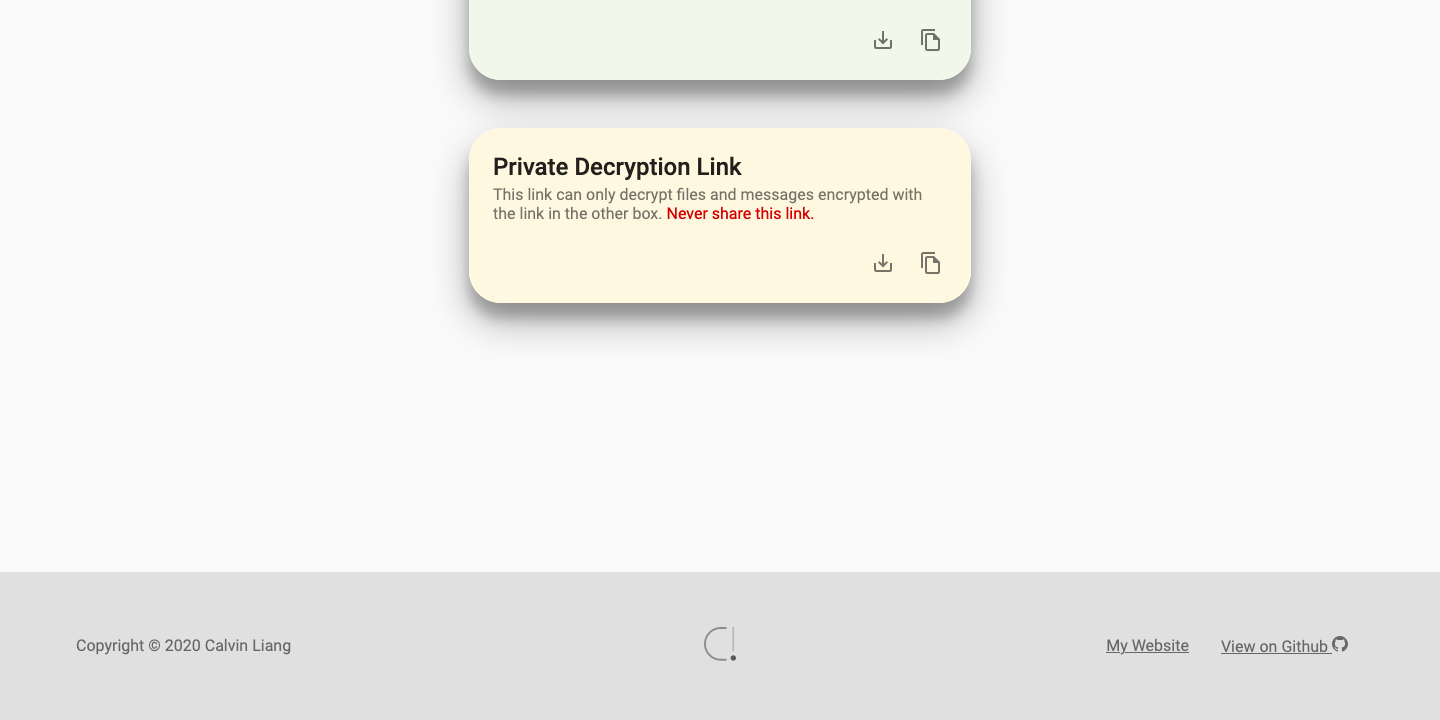 Private Decryption Link
This link can only decrypt files and messages encrypted with
the link in the other box. Never share this link.
Copyright © 2020 Calvin Liang
My Website
View on Github